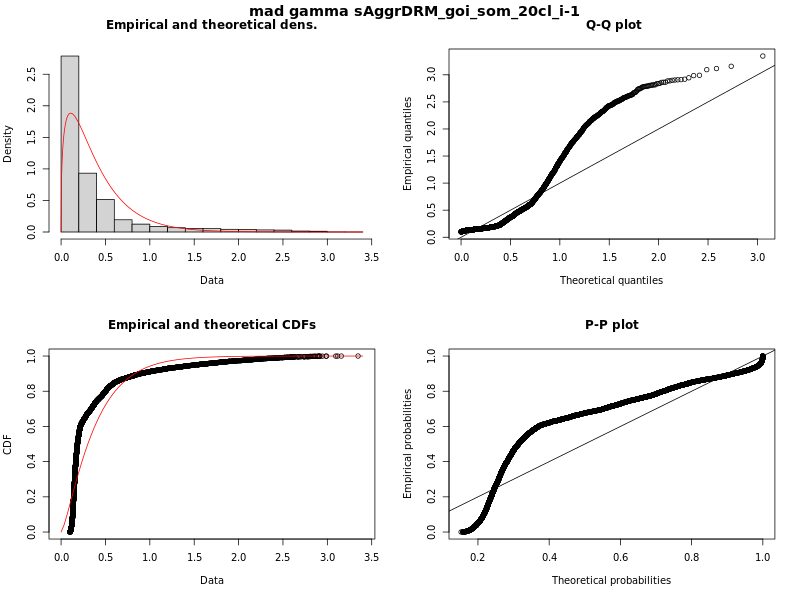 mad gamma sAggrDRM_goi_som_20cl_i-1
Empirical and theoretical dens.
Density
0.0 0.5 1.0 1.5 2.0 2.5
0.0 0.5 1.0 1.5 2.0 2.5 3.0 3.5
Data
Q-Q plot
Empirical quantiles
0.0 0.5 1.0 1.5 2.0 2.5 3.0
0.0 0.5 1.0 1.5 2.0 2.5 3.0
Theoretical quantiles
Empirical and theoretical CDFs
CDF
0.0 0.2 0.4 0.6 0.8 1.0
0.0 0.5 1.0 1.5 2.0 2.5 3.0 3.5
Data
P-P plot
Empirical probabilities
0.0 0.2 0.4 0.6 0.8 1.0
0.2 0.4 0.6 0.8 1.0
Theoretical probabilities